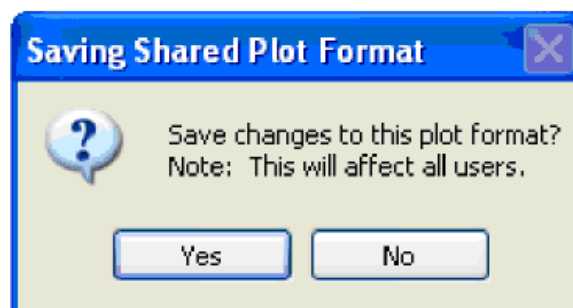 Saving Shared Plot Format
Save changes to this plot format?
Note: This will affect all users.
Yes
No